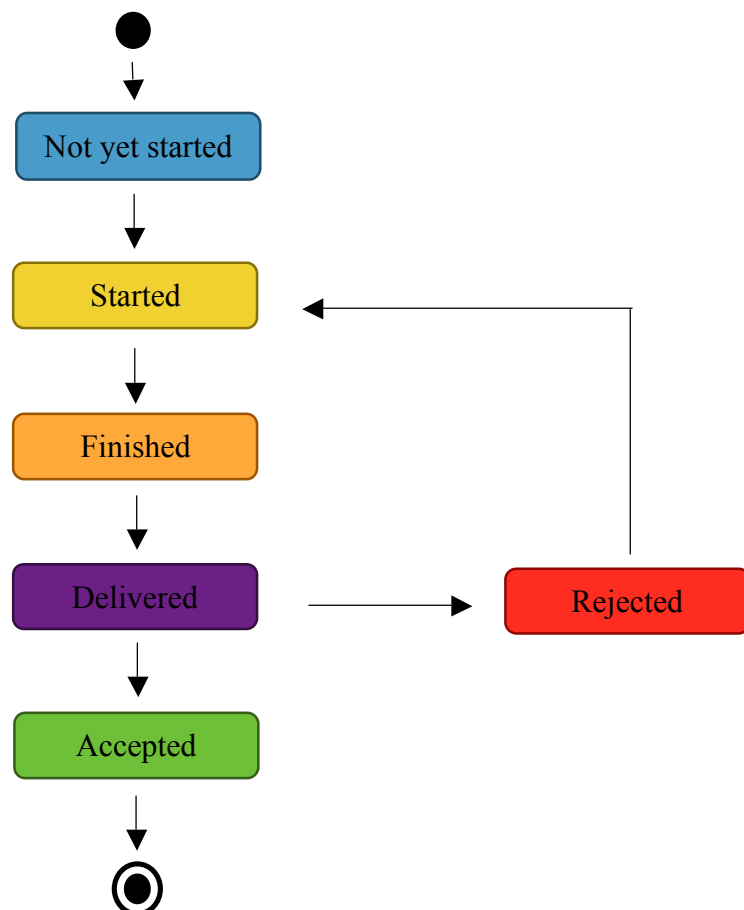 Not yet started
Started
Finished
Delivered
Rejected
Accepted